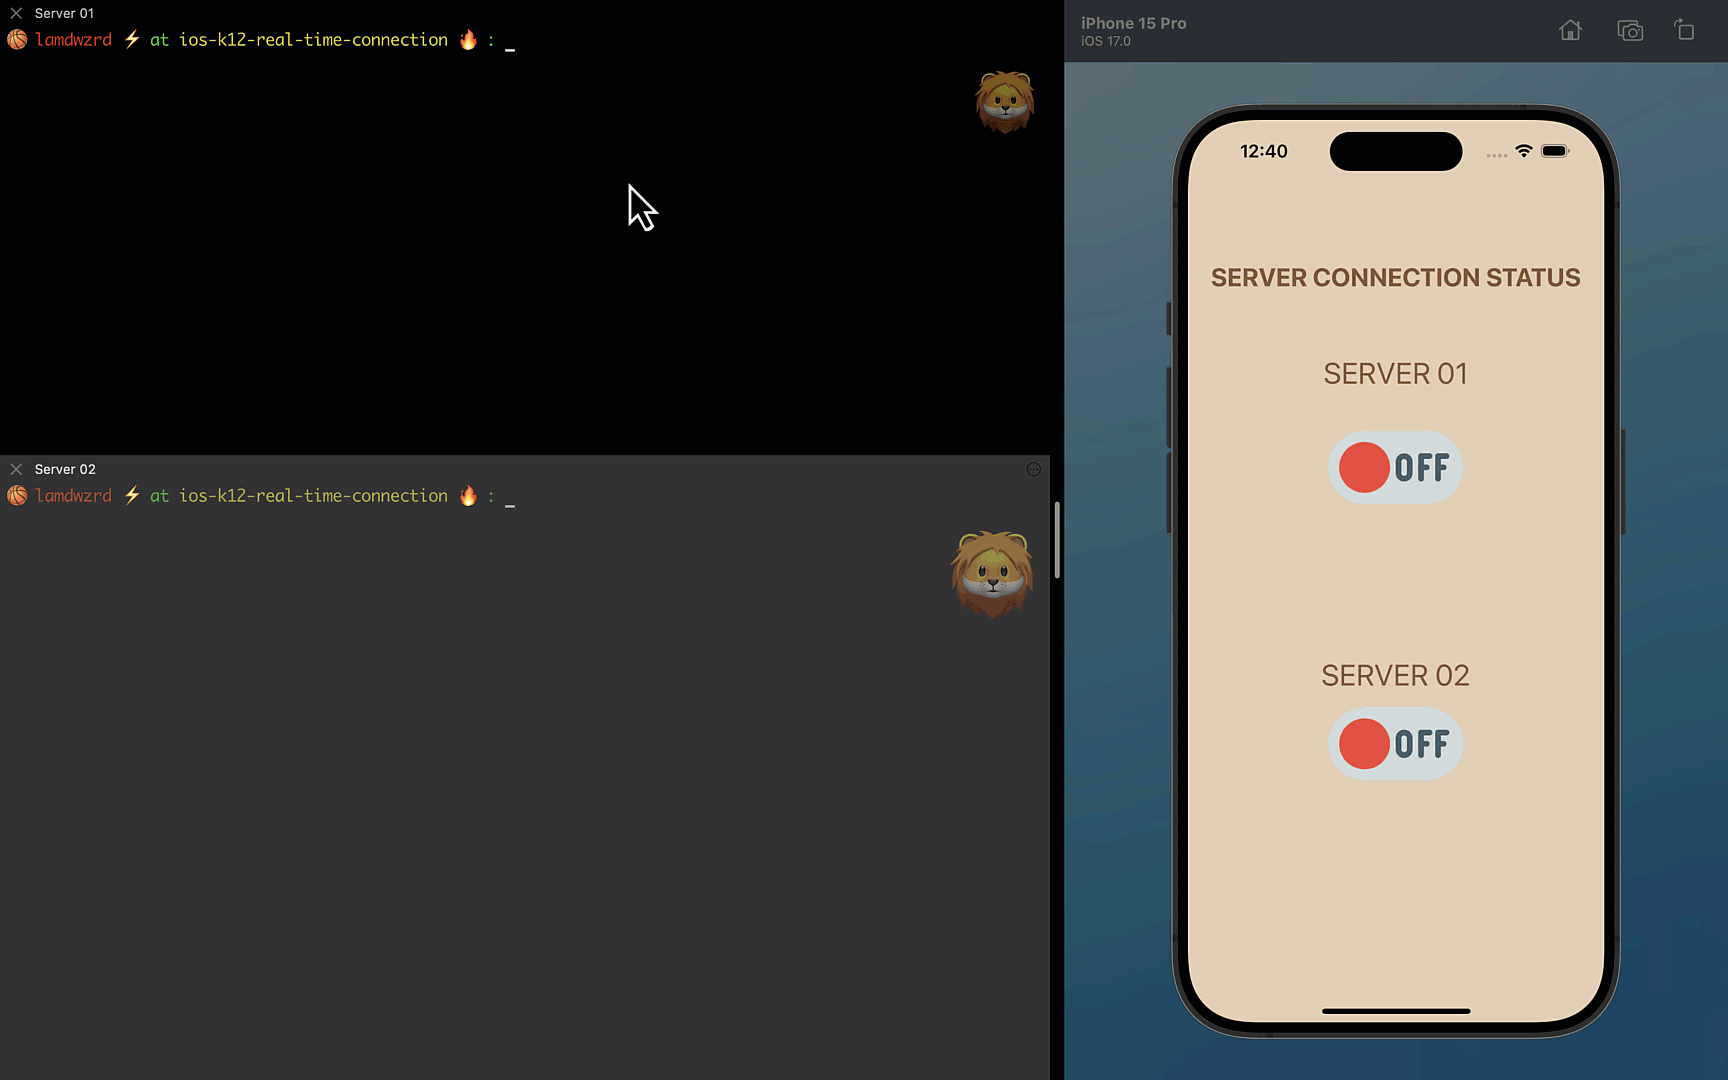 Server 01
🏀 lamdwzrd ⚡ at ios-k12-real-time-connection 🔥 : _
Server 02
🏀 lamdwzrd ⚡ at ios-k12-real-time-connection 🔥 : _
iPhone 15 Pro
iOS 17.0
12:40
SERVER CONNECTION STATUS
SERVER 01
OFF
SERVER 02
OFF